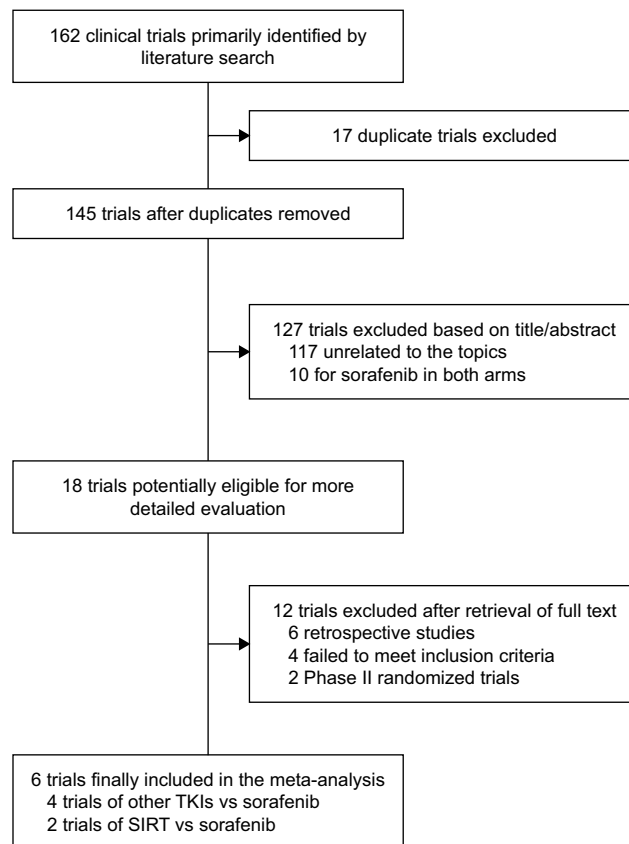 162 clinical trials primarily identified by
literature search
17 duplicate trials excluded
145 trials after duplicates removed
127 trials excluded based on title/abstract
117 unrelated to the topics
10 for sorafenib in both arms
18 trials potentially eligible for more
detailed evaluation
12 trials excluded after retrieval of full text
6 retrospective studies
4 failed to meet inclusion criteria
2 Phase II randomized trials
6 trials finally included in the meta-analysis
4 trials of other TKIs vs sorafenib
2 trials of SIRT vs sorafenib